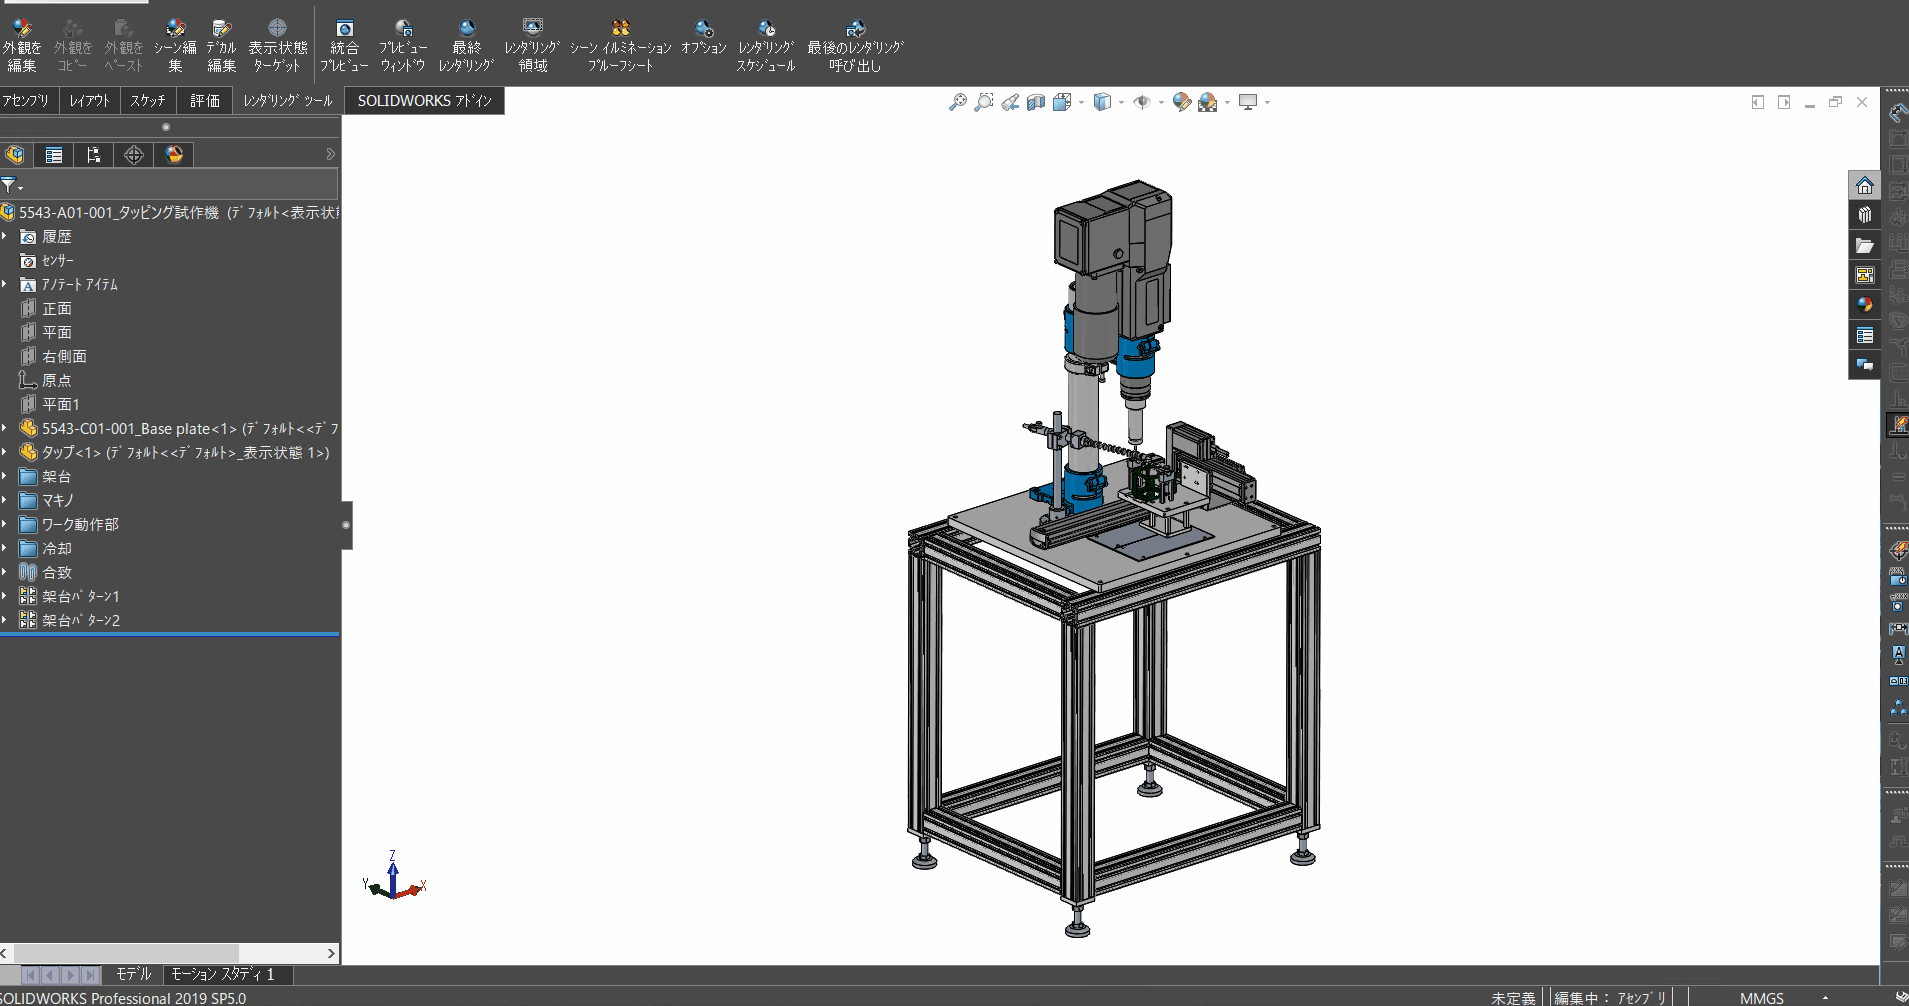 外観を
編集
外観を
コピー
外観を
ペースト
シーン編
集
デカル
編集
表示状態
ターゲット
統合
プレビュー
プレビュー
ウィンドウ
最終
レンダリング
レンダリング
領域
シーン イルミネーション
プルーフシート
オプション
レンダリング
スケジュール
最後のレンダリング
呼び出し
アセンブリ
レイアウト
スケッチ
評価
レンダリング ツール
SOLIDWORKS アドイン
5543-A01-001_タッピング試作機 (デフォルト<表示状態
履歴
センサー
アノテート アイテム
正面
平面
右側面
原点
平面1
5543-C01-001_Base plate<1> (デフォルト<<デフ
タップ<1> (デフォルト<<デフォルト>_表示状態 1>)
架台
マキノ
ワーク動作部
冷却
合致
架台パターン1
架台パターン2
Z
Y
X
モデル
モーション スタディ 1
SOLIDWORKS Professional 2019 SP5.0
未定義
編集中: アセンブリ
MMGS